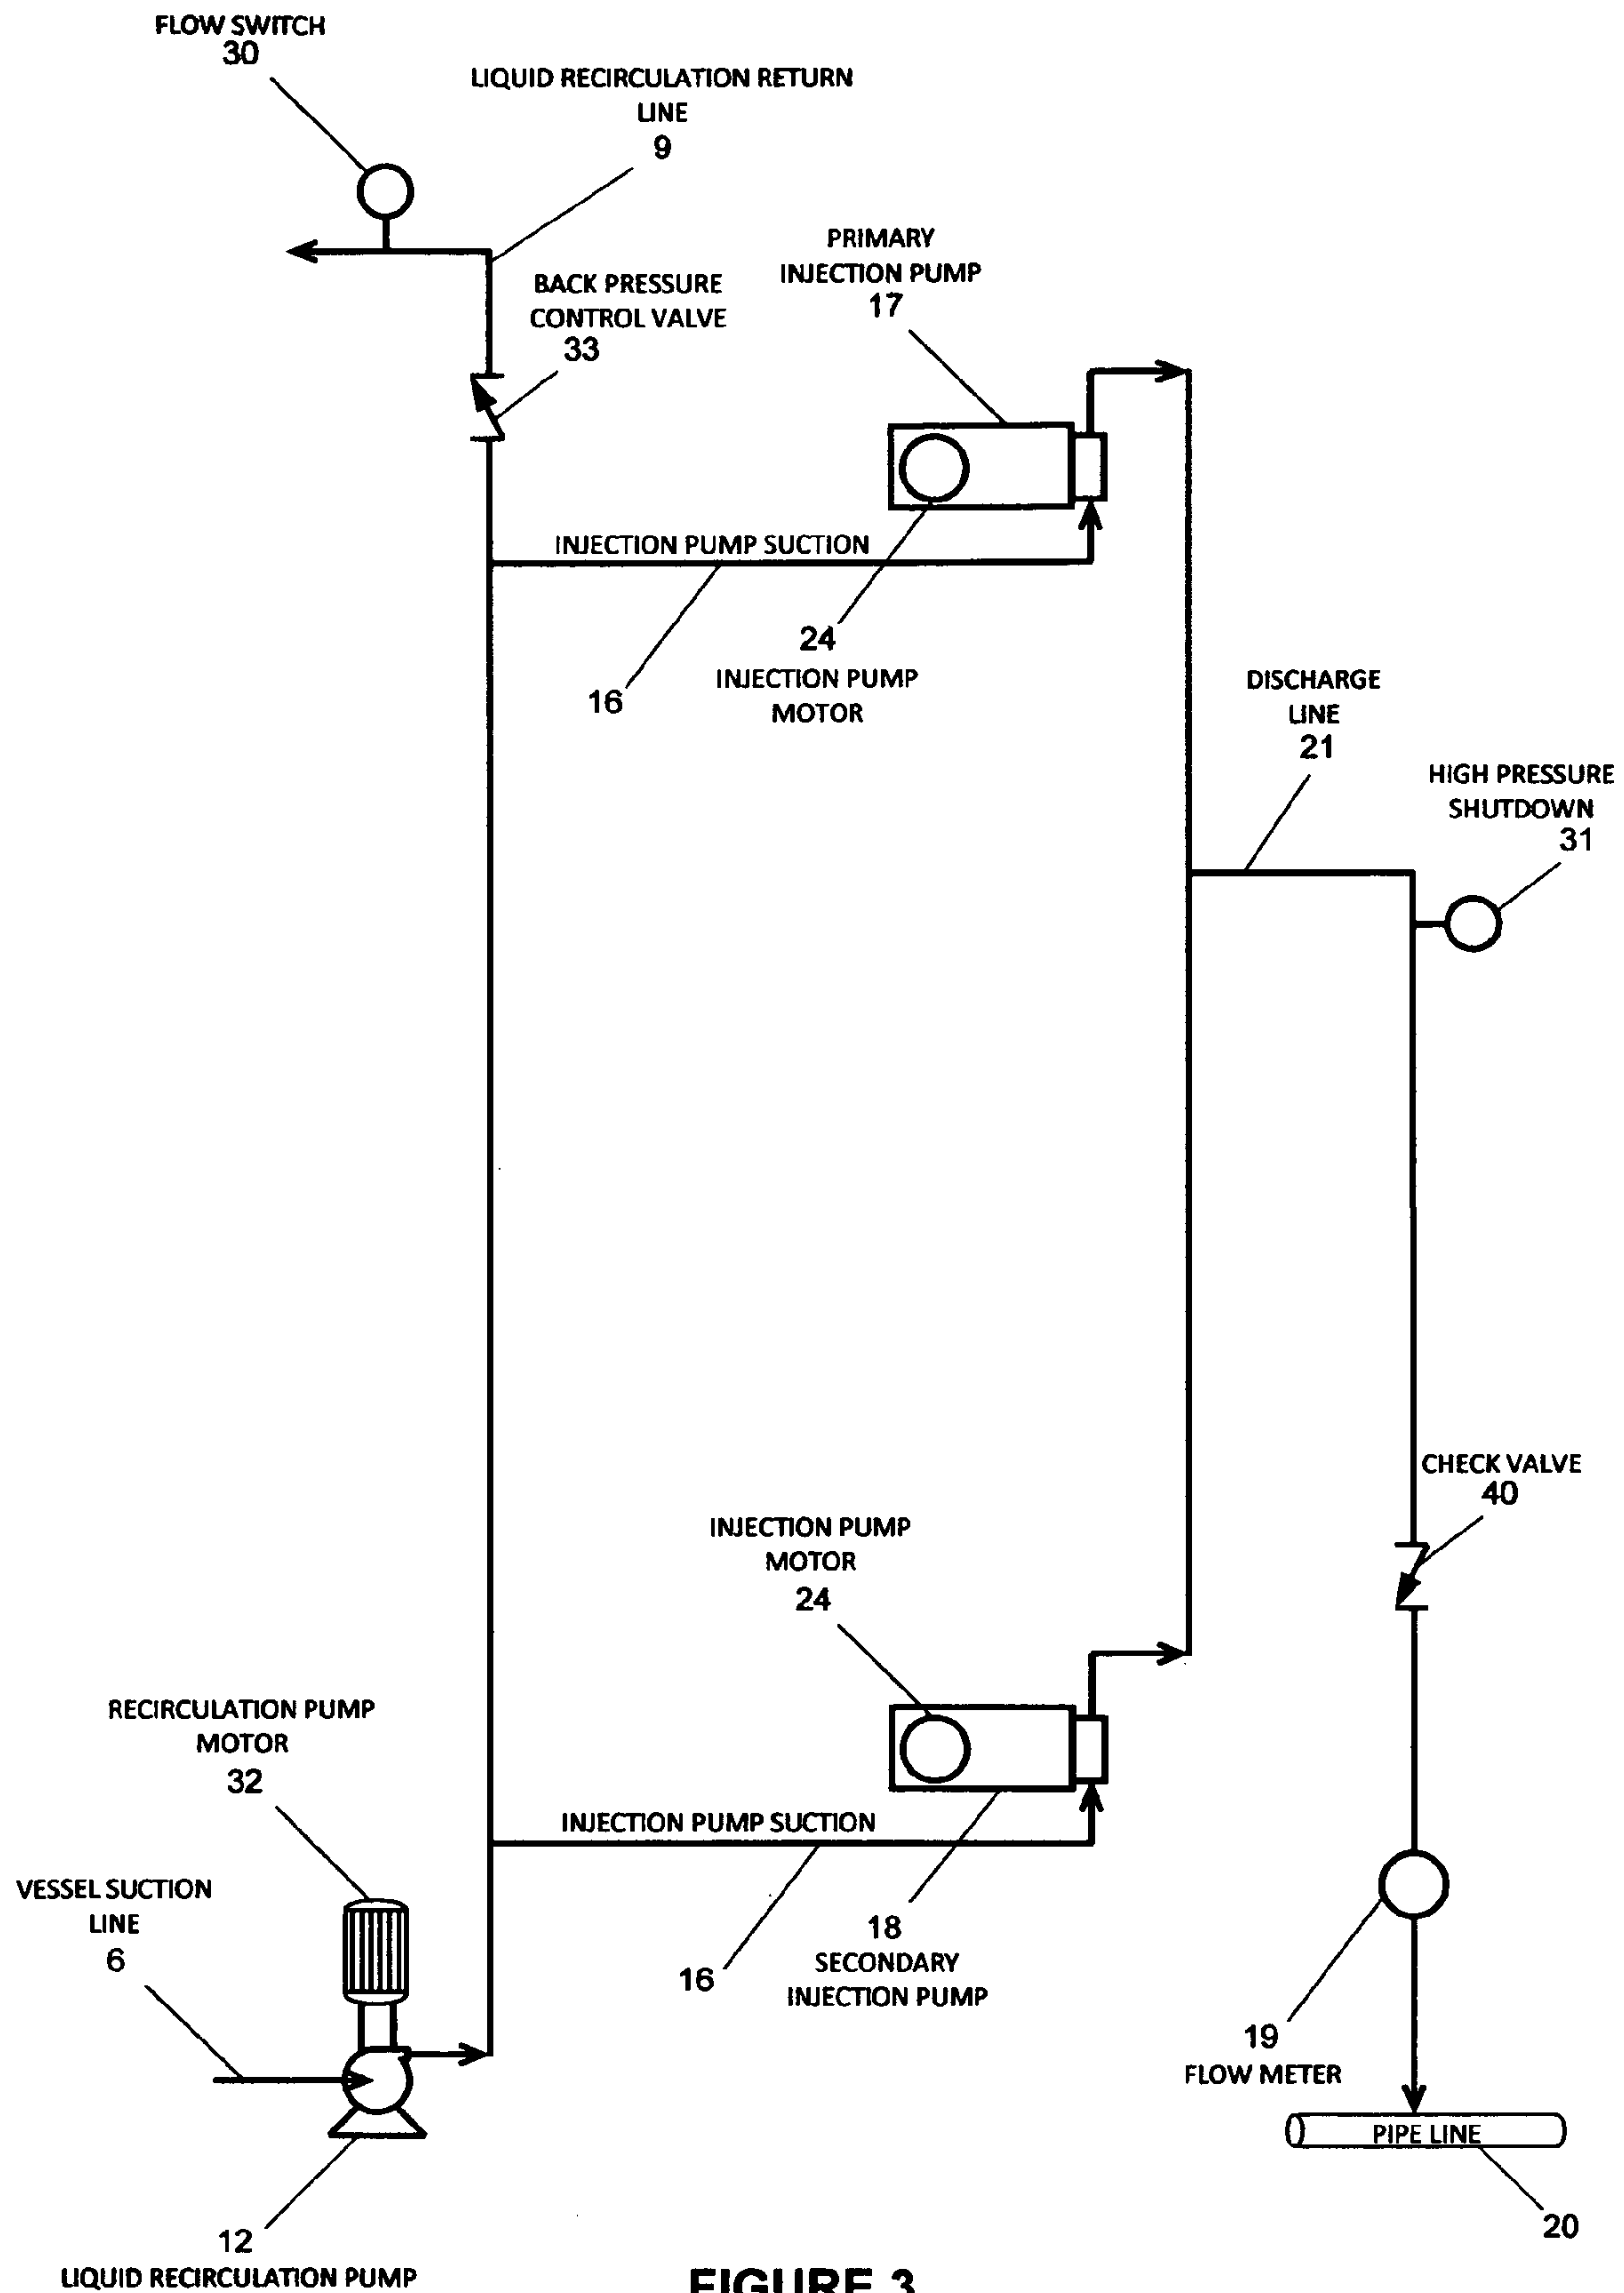 FLOW SWITCH
30
LIQUID RECIRCULATION RETURN
LINE
9
BACK PRESSURE
CONTROL VALVE
33
PRIMARY
INJECTION PUMP
17
INJECTION PUMP SUCTION
16
24
INJECTION PUMP
MOTOR
DISCHARGE
LINE
21
HIGH PRESSURE
SHUTDOWN
31
CHECK VALVE
40
INJECTION PUMP
MOTOR
24
RECIRCULATION PUMP
MOTOR
32
INJECTION PUMP SUCTION
16
18
SECONDARY
INJECTION PUMP
VESSEL SUCTION
LINE
6
19
FLOW METER
PIPE LINE
20
12
LIQUID RECIRCULATION PUMP
FIGURE 3